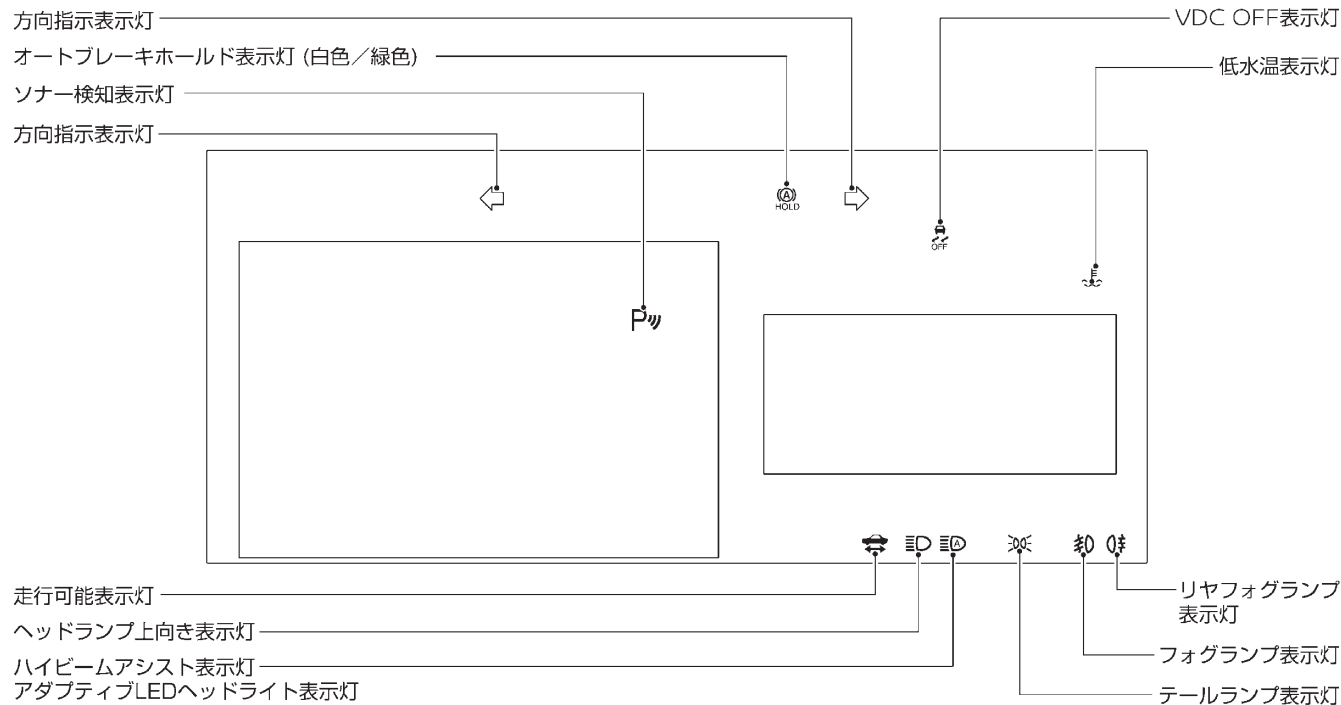 方向指示表示灯
オートブレーキホールド表示灯 (白色／緑色)
ソナー検知表示灯
方向指示表示灯
VDC OFF表示灯
低水温表示灯
A
HOLD
OFF
P
A
走行可能表示灯
ヘッドランプ上向き表示灯
ハイビームアシスト表示灯
アダプティブLEDヘッドライト表示灯
リヤフォグランプ
表示灯
フォグランプ表示灯
テールランプ表示灯